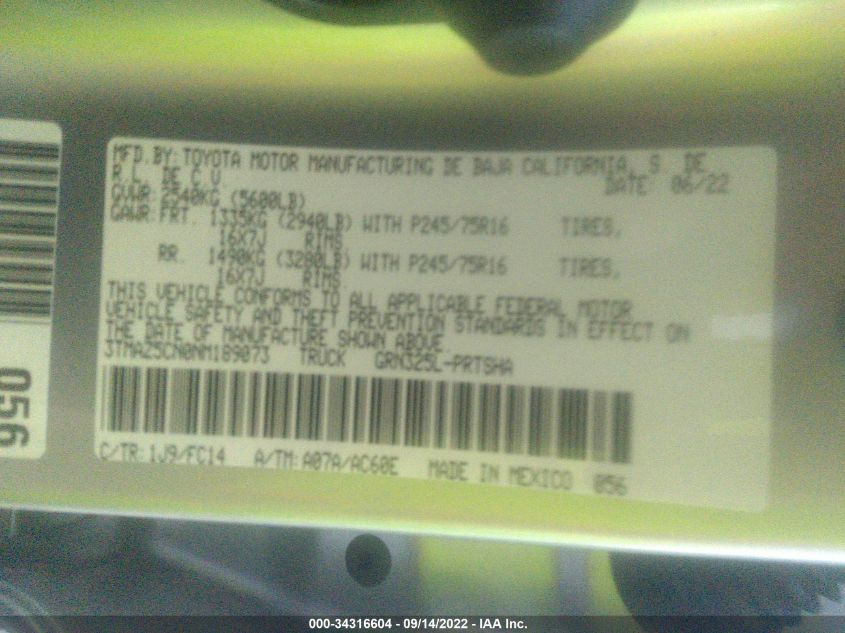 MFD.BY:TOYOTA MOTOR MANUFACTURING DE BAJA CALIFORNIA, S. DE
R.L. DE C.V. DATE: 06/22
GVWR 2540KG (5600LB)
GAWR FRT. 1335KG (2940LB) WITH P245/75R16 TIRES,
16X7J RIMS,
RR. 1490KG (3280LB) WITH P245/75R16 TIRES,
16X7J RIMS.
THIS VEHICLE CONFORMS TO ALL APPLICABLE FEDERAL MOTOR
VEHICLE SAFETY AND THEFT PREVENTION STANDARDS IN EFFECT ON
THE DATE OF MANUFACTURE SHOWN ABOVE.
3TMAZ5CN0NM189073 TRUCK GRN325L-PRTSHA
C/TR:1J9/FC14 A/TM:A07A/AC60E MADE IN MEXICO 056
056
000-34316604 - 09/14/2022 - IAA Inc.